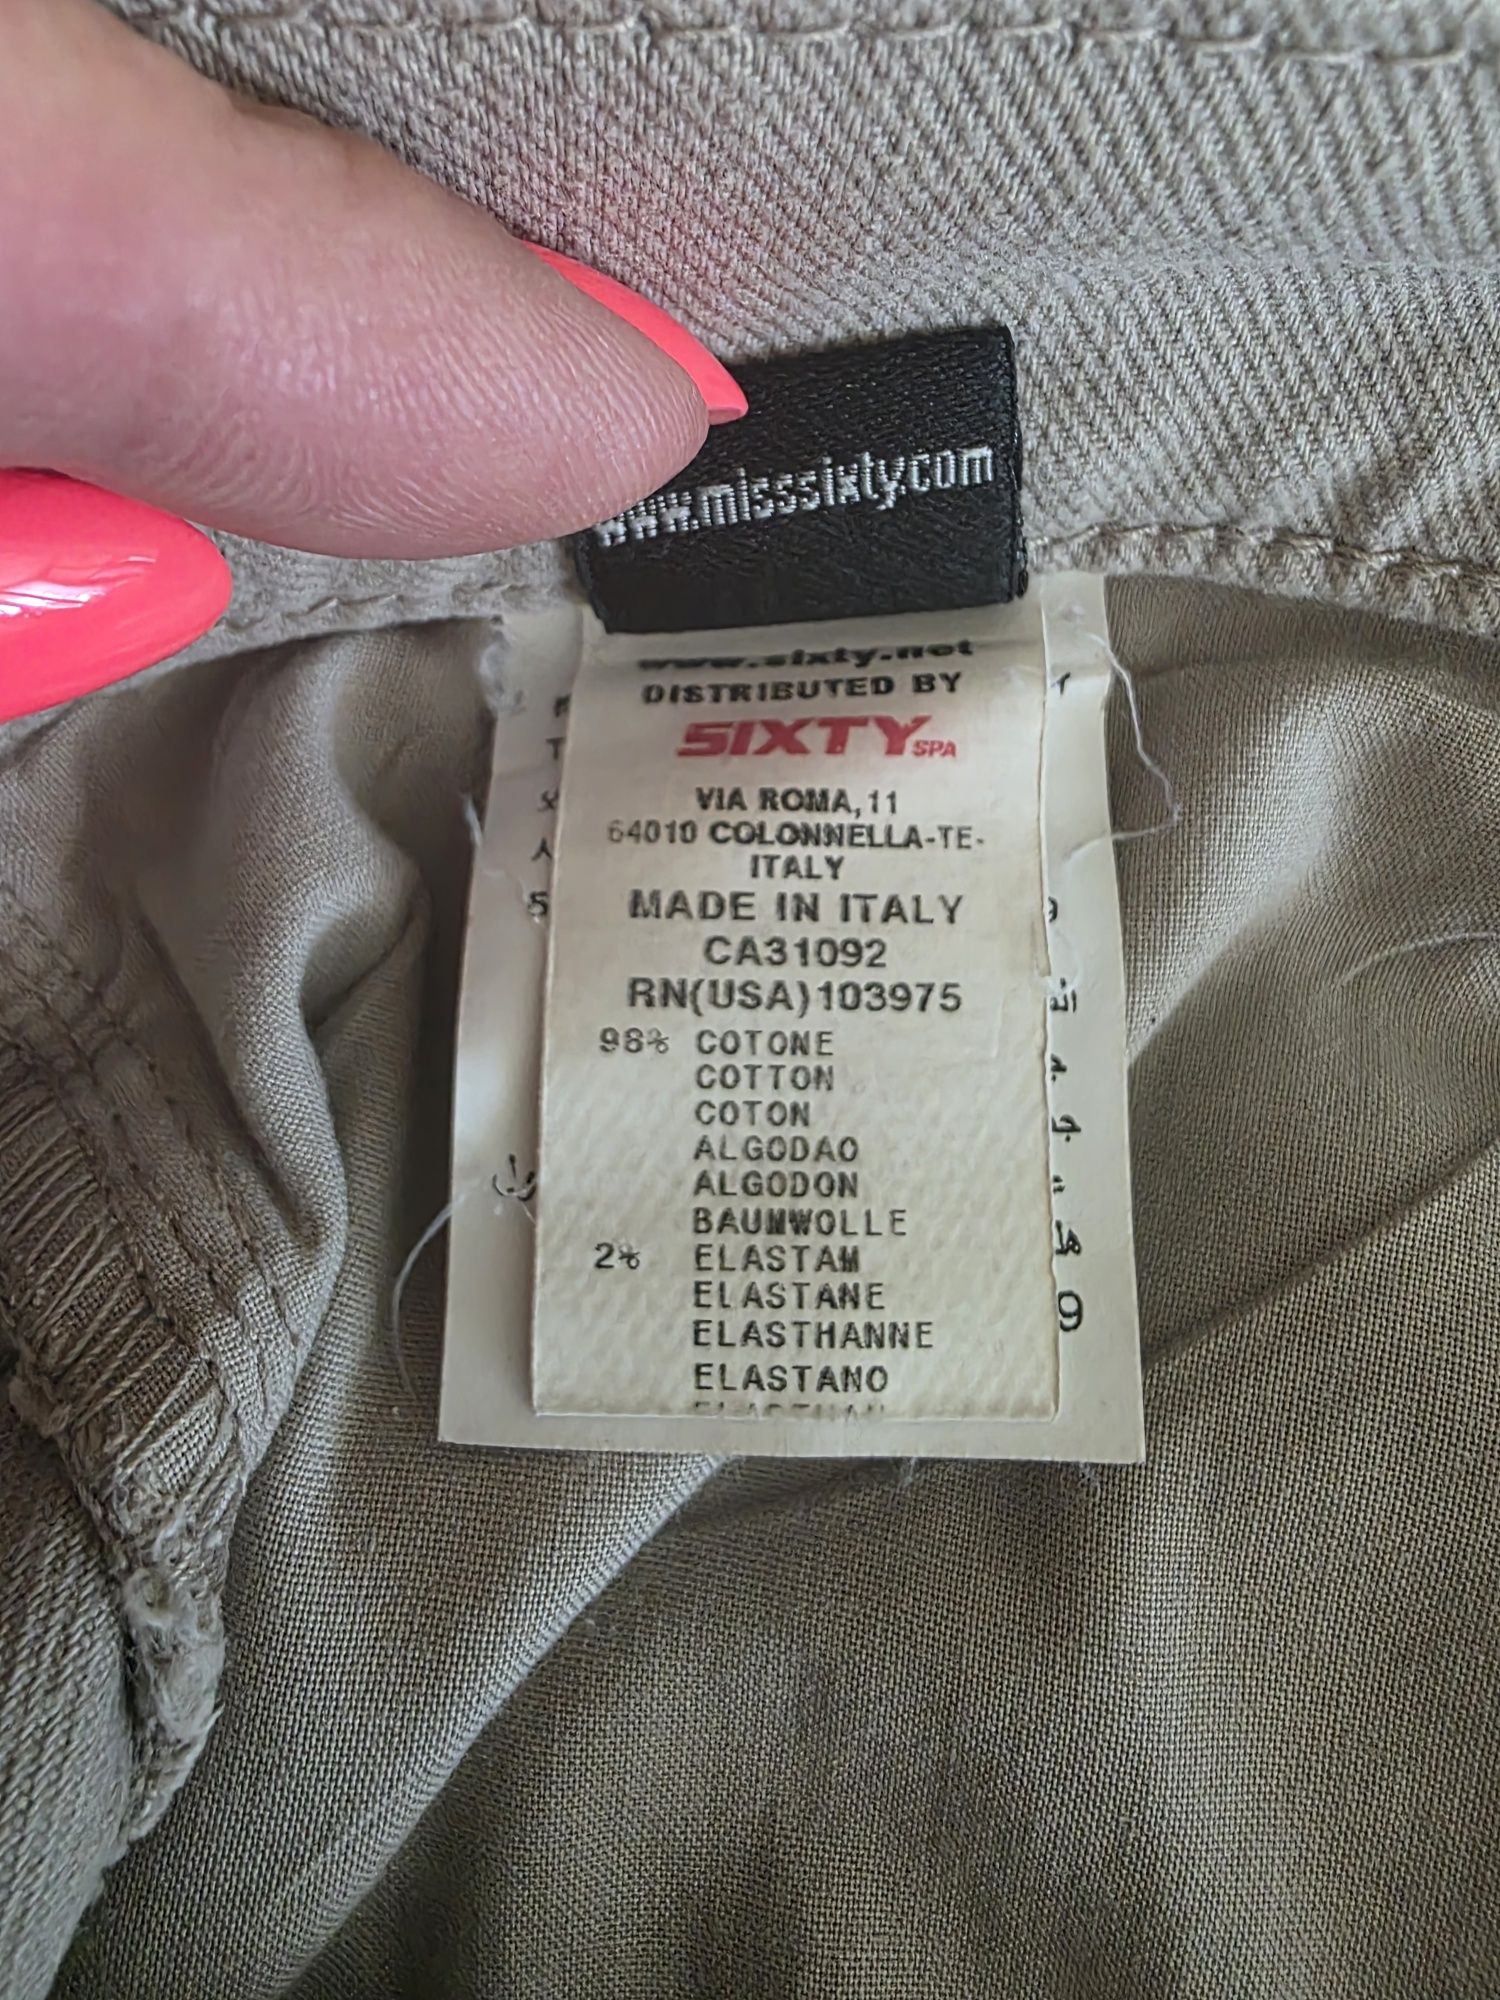 www.misssixty.com
www.sixty.net
DISTRIBUTED BY
SIXTY SPA
VIA ROMA, 11
64010 COLONNELLA-TE-
ITALY
MADE IN ITALY
CA31092
RN(USA)103975
98% COTONE
COTTON
COTON
ALGODAO
ALGODON
BAUMWOLLE
2% ELASTAM
ELASTANE
ELASTHANNE
ELASTANO